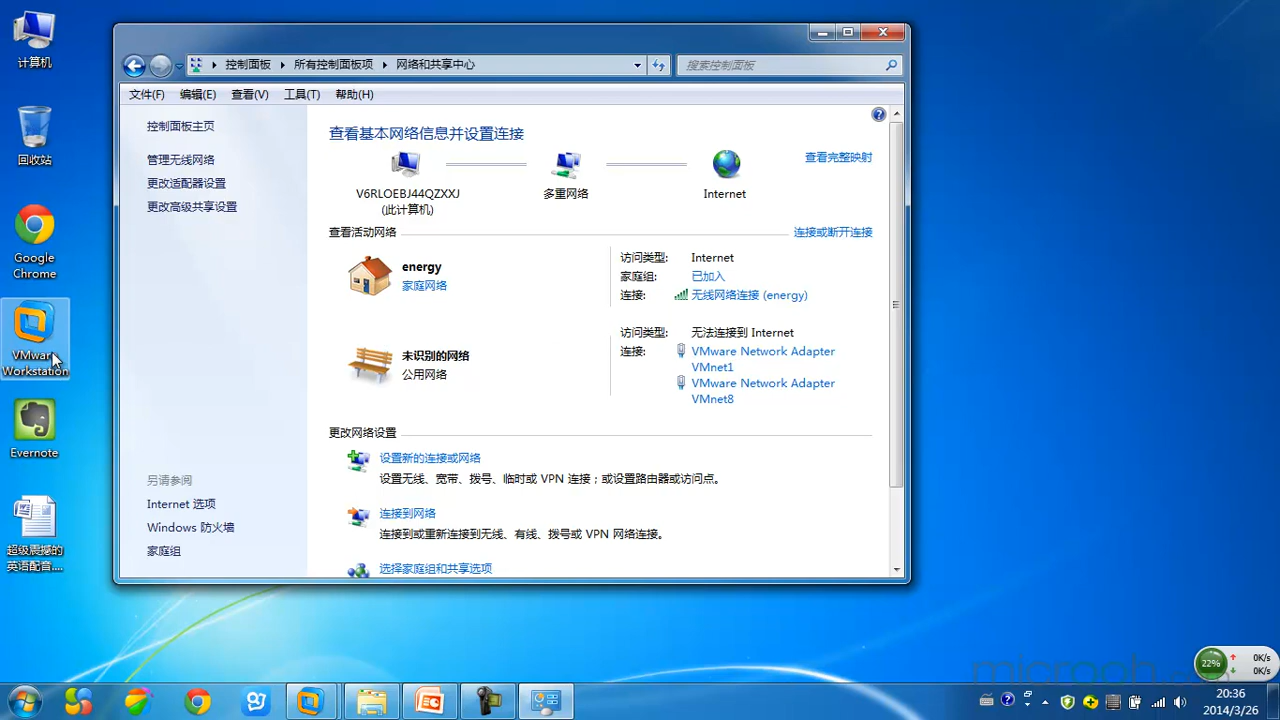 计算机
回收站
Google
Chrome
VMware
Workstation
Evernote
超级震撼的
英语配音....
控制面板
所有控制面板项
网络和共享中心
搜索控制面板
文件(F)
编辑(E)
查看(V)
工具(T)
帮助(H)
控制面板主页
管理无线网络
更改适配器设置
更改高级共享设置
另请参阅
Internet 选项
Windows 防火墙
家庭组
查看基本网络信息并设置连接
查看完整映射
V6RLOEBJ44QZXXJ
(此计算机)
多重网络
Internet
查看活动网络
连接或断开连接
energy
家庭网络
访问类型: Internet
家庭组: 已加入
连接: 无线网络连接 (energy)
未识别的网络
公用网络
访问类型: 无法连接到 Internet
连接: VMware Network Adapter
VMnet1
VMware Network Adapter
VMnet8
更改网络设置
设置新的连接或网络
设置无线、宽带、拨号、临时或 VPN 连接；或设置路由器或访问点。
连接到网络
连接到或重新连接到无线、有线、拨号或 VPN 网络连接。
选择家庭组和共享选项
22%
0K/s
0K/s
20:36
2014/3/26